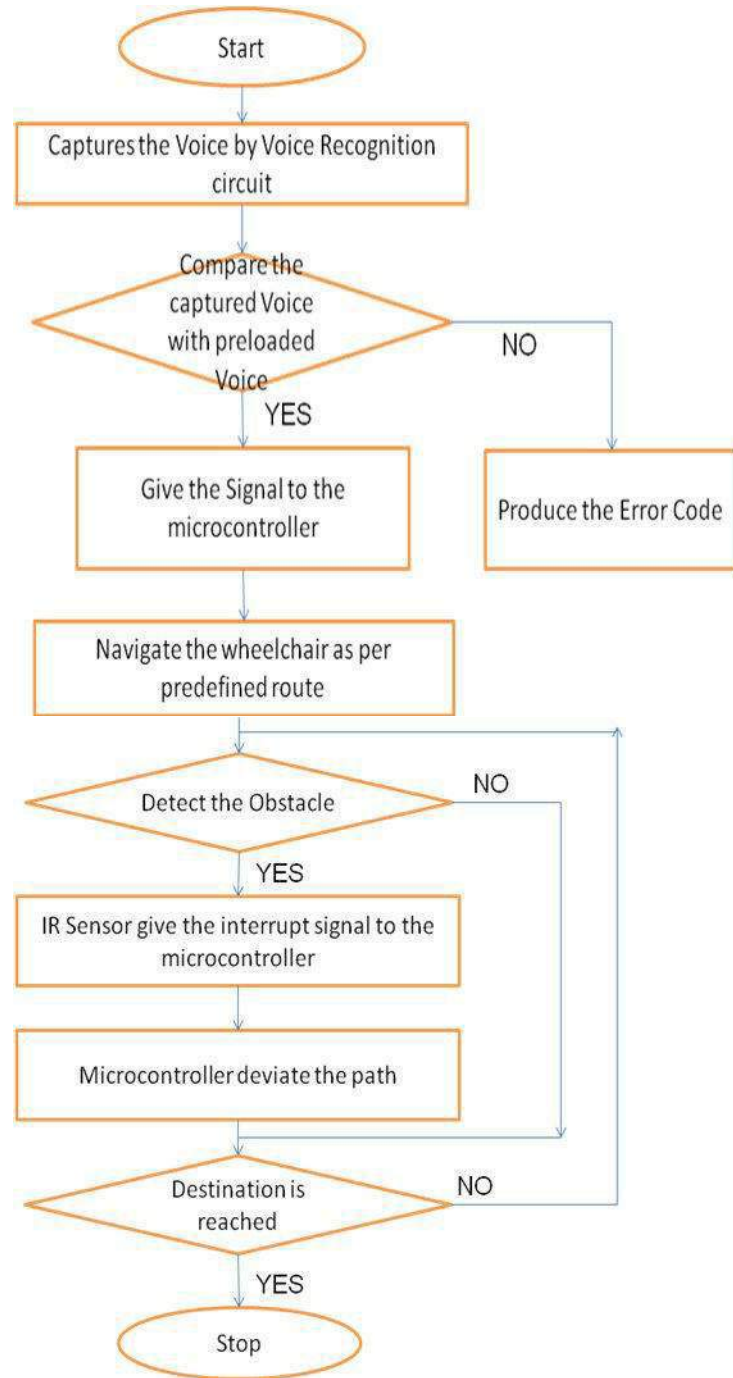 Start
Captures the Voice by Voice Recognition
circuit
Compare the
captured Voice
with preloaded
Voice
NO
YES
Give the Signal to the
microcontroller
Produce the Error Code
Navigate the wheelchair as per
predefined route
Detect the Obstacle
NO
YES
IR Sensor give the interrupt signal to the
microcontroller
Microcontroller deviate the path
Destination is
reached
NO
YES
Stop